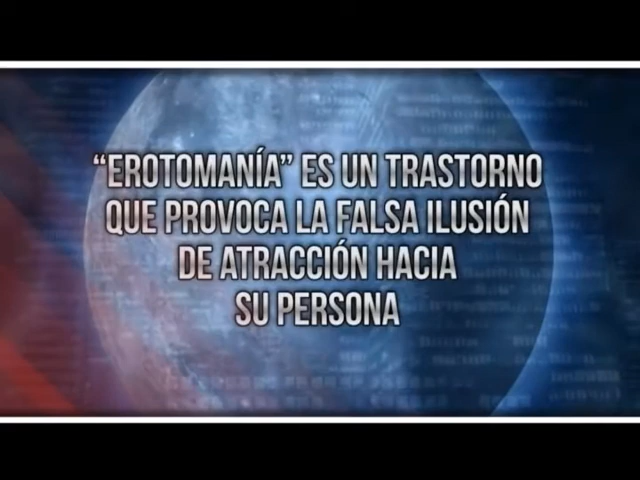 “EROTOMANÍA” ES UN TRASTORNO
QUE PROVOCA LA FALSA ILUSIÓN
DE ATRACCIÓN HACIA
SU PERSONA